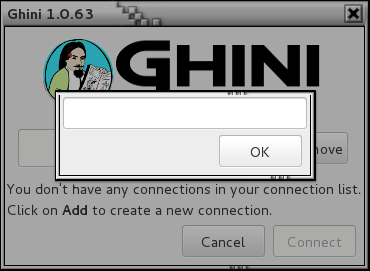 Ghini 1.0.63
GHINI
OK
You don't have any connections in your connection list.
Click on Add to create a new connection.
Cancel
Connect